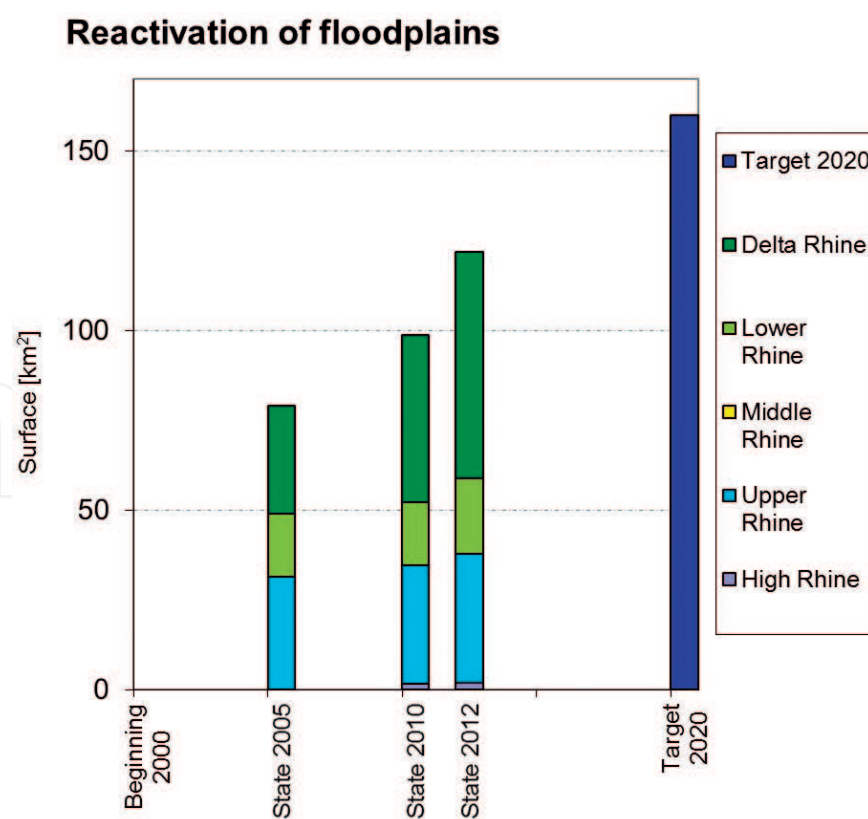 Reactivation of floodplains
150
100
50
0
Surface [km²]
Beginning
2000
State 2005
State 2010
State 2012
Target
2020
Target 2020
Delta Rhine
Lower
Rhine
Middle
Rhine
Upper
Rhine
High Rhine